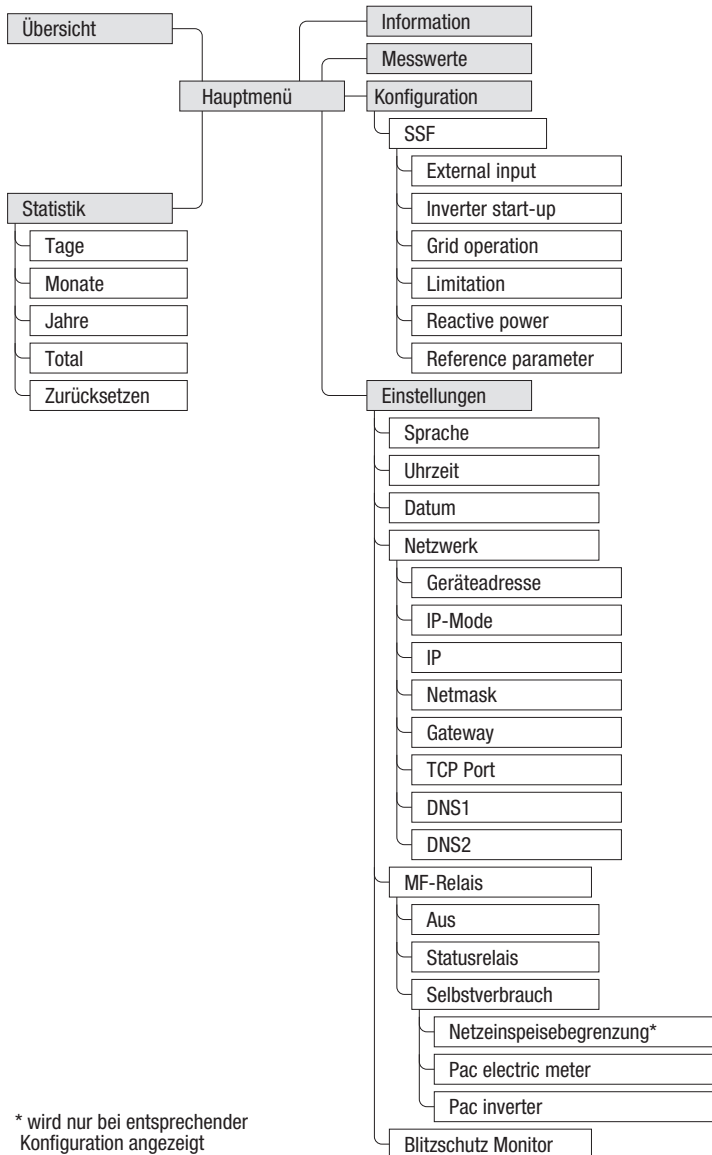 Übersicht
Hauptmenü
Statistik
Tage
Monate
Jahre
Total
Zurücksetzen
Information
Messwerte
Konfiguration
SSF
External input
Inverter start-up
Grid operation
Limitation
Reactive power
Reference parameter
Einstellungen
Sprache
Uhrzeit
Datum
Netzwerk
Geräteadresse
IP-Mode
IP
Netmask
Gateway
TCP Port
DNS1
DNS2
MF-Relais
Aus
Statusrelais
Selbstverbrauch
Netzeinspeisebegrenzung*
Pac electric meter
Pac inverter
Blitzschutz Monitor
* wird nur bei entsprechender
Konfiguration angezeigt